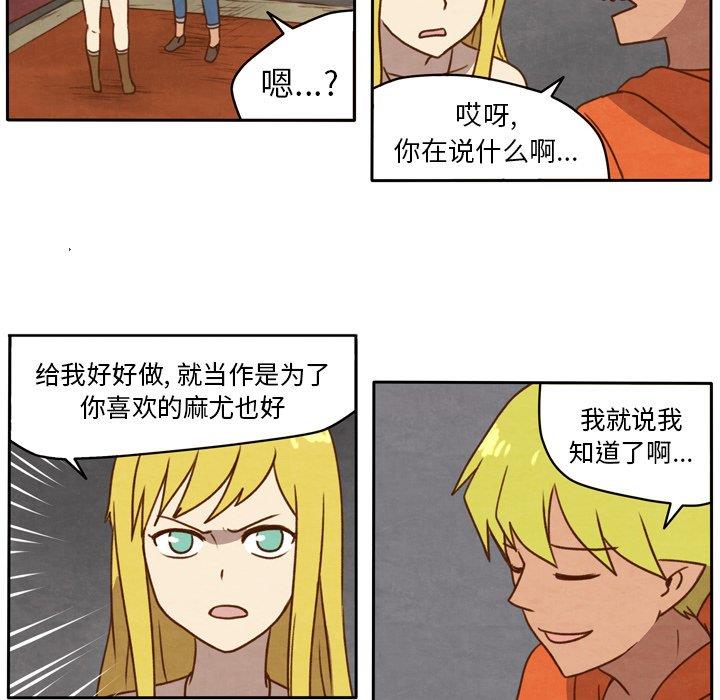 嗯...?
哎呀,
你在说什么啊...
给我好好做, 就当作是为了
你喜欢的麻尤也好
我就说我
知道了啊...